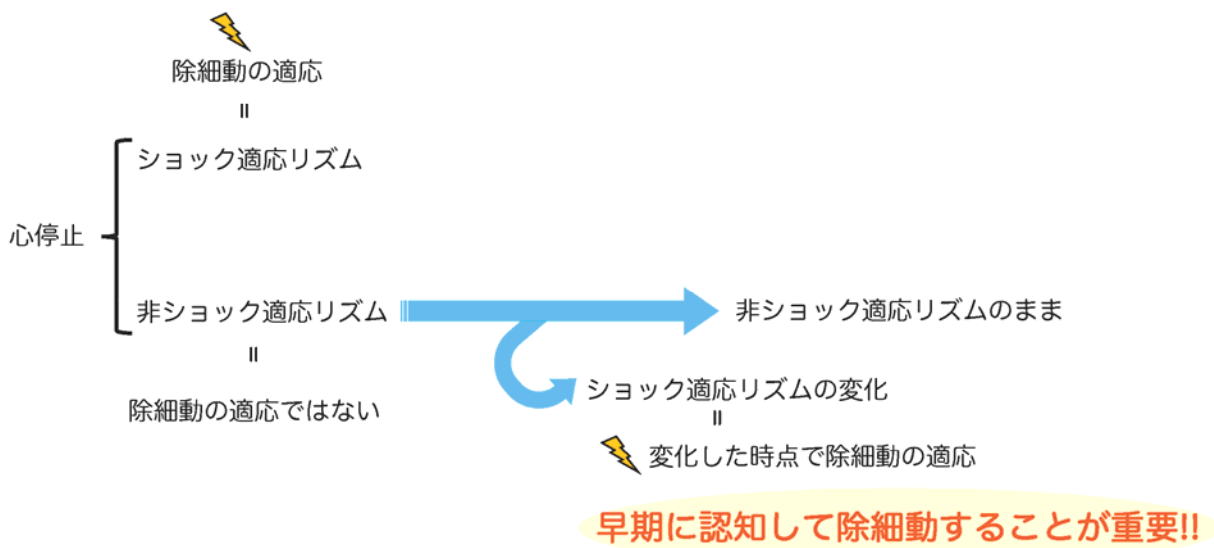 除細動の適応
=
ショック適応リズム
心停止
非ショック適応リズム
=
除細動の適応ではない
非ショック適応リズムのまま
ショック適応リズムの変化
=
変化した時点で除細動の適応
早期に認知して除細動することが重要!!